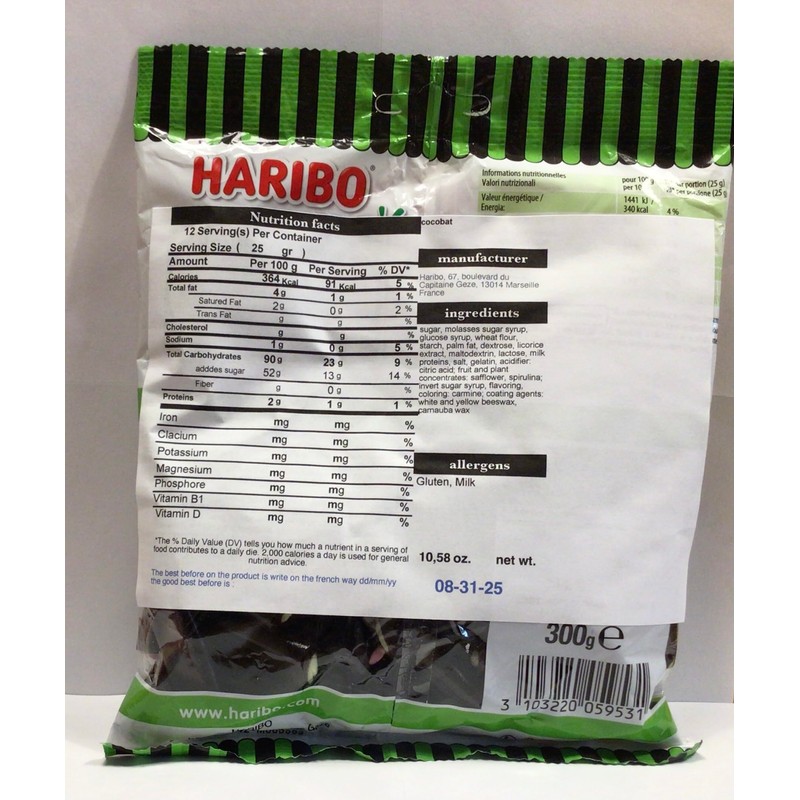 HARIBO
Informations nutritionnelles
Valori nutrizionali
pour 100 g
per 10
portion (25 g)
Valeur énergétique /
Energia:
1441 kJ /
340 kcal
4 %
cocobat
Nutrition facts
12 Serving(s) Per Container
Serving Size ( 25 gr )
Amount Per 100 g Per Serving % DV*
Calories 364 Kcal 91 Kcal 5 %
Total fat 4 g 1 g 1 %
Satured Fat 2 g 0 g 2 %
Trans Fat g g
Cholesterol g g %
Sodium 1 g 0 g 5 %
Total Carbohydrates 90 g 23 g 9 %
adddes sugar 52g 13 g 14 %
Fiber g 0 g %
Proteins 2 g 1 g 1 %
Iron mg mg %
Clacium mg mg %
Potassium mg mg %
Magnesium mg mg %
Phosphore mg mg %
Vitamin B1 mg mg %
Vitamin D mg mg %
*The % Daily Value (DV) tells you how much a nutrient in a serving of
food contributes to a daily die. 2,000 calories a day is used for general
nutrition advice.
The best before on the product is write on the french way dd/mm/yy
the good best before is :
08-31-25
manufacturer
Haribo, 67, boulevard du
Capitaine Geze, 13014 Marseille
France
ingredients
sugar, molasses sugar syrup,
glucose syrup, wheat flour,
starch, palm fat, dextrose, licorice
extract, maltodextrin, lactose, milk
proteins, salt, gelatin, acidifier:
citric acid; fruit and plant
concentrates: safflower, spirulina;
invert sugar syrup, flavoring,
coloring: carmine; coating agents:
white and yellow beeswax,
carnauba wax
allergens
Gluten, Milk
10,58 oz. net wt.
300g e
3 103220 059531
www.haribo.com